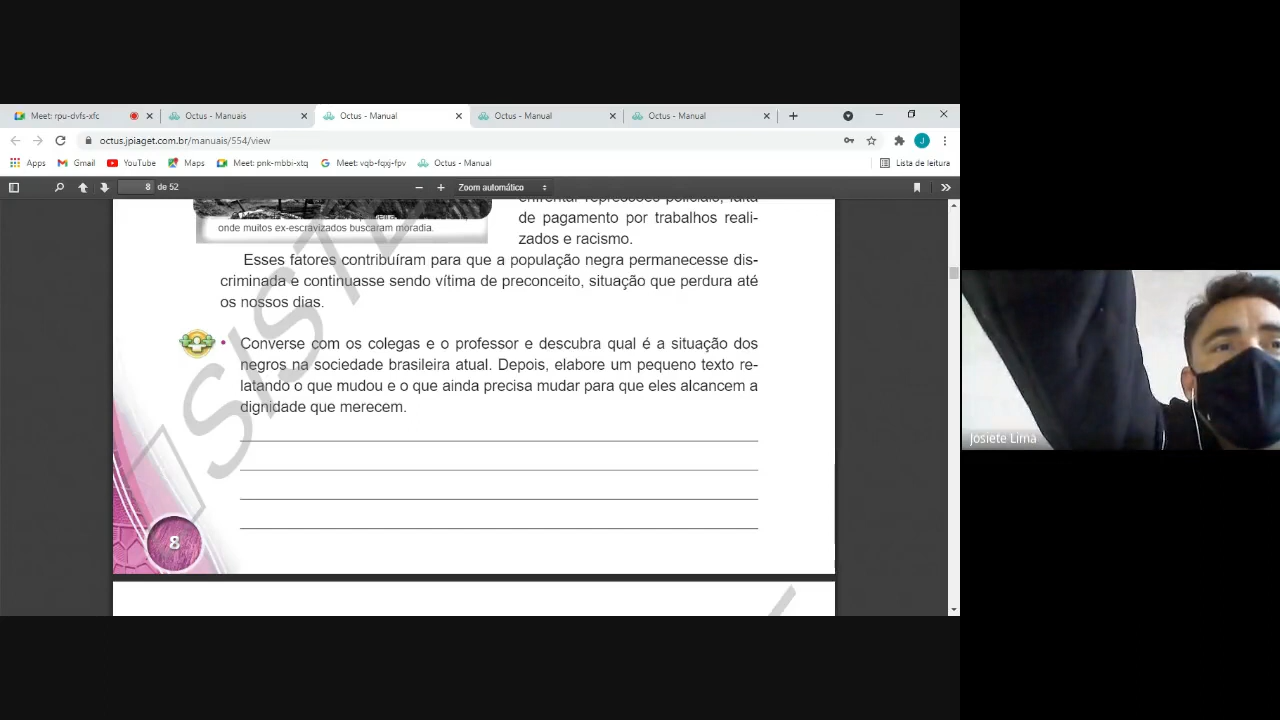 Meet: rpu-dvfs-xfc
Octus - Manuais
Octus - Manual
Octus - Manual
Octus - Manual
octus.jpiaget.com.br/manuais/554/view
J
Apps
Gmail
YouTube
Maps
Meet: pnk-mbbi-xtq
Meet: vqb-fqxj-fpv
Octus - Manual
Lista de leitura
8
de 52
Zoom automático
enfrentar repressões policiais, falta
onde muitos ex-escravizados buscaram moradia.
de pagamento por trabalhos reali-
zados e racismo.
Esses fatores contribuíram para que a população negra permanecesse dis-
criminada e continuasse sendo vítima de preconceito, situação que perdura até
os nossos dias.
• Converse com os colegas e o professor e descubra qual é a situação dos
negros na sociedade brasileira atual. Depois, elabore um pequeno texto re-
latando o que mudou e o que ainda precisa mudar para que eles alcancem a
dignidade que merecem.
SISTE
8
Josiete Lima